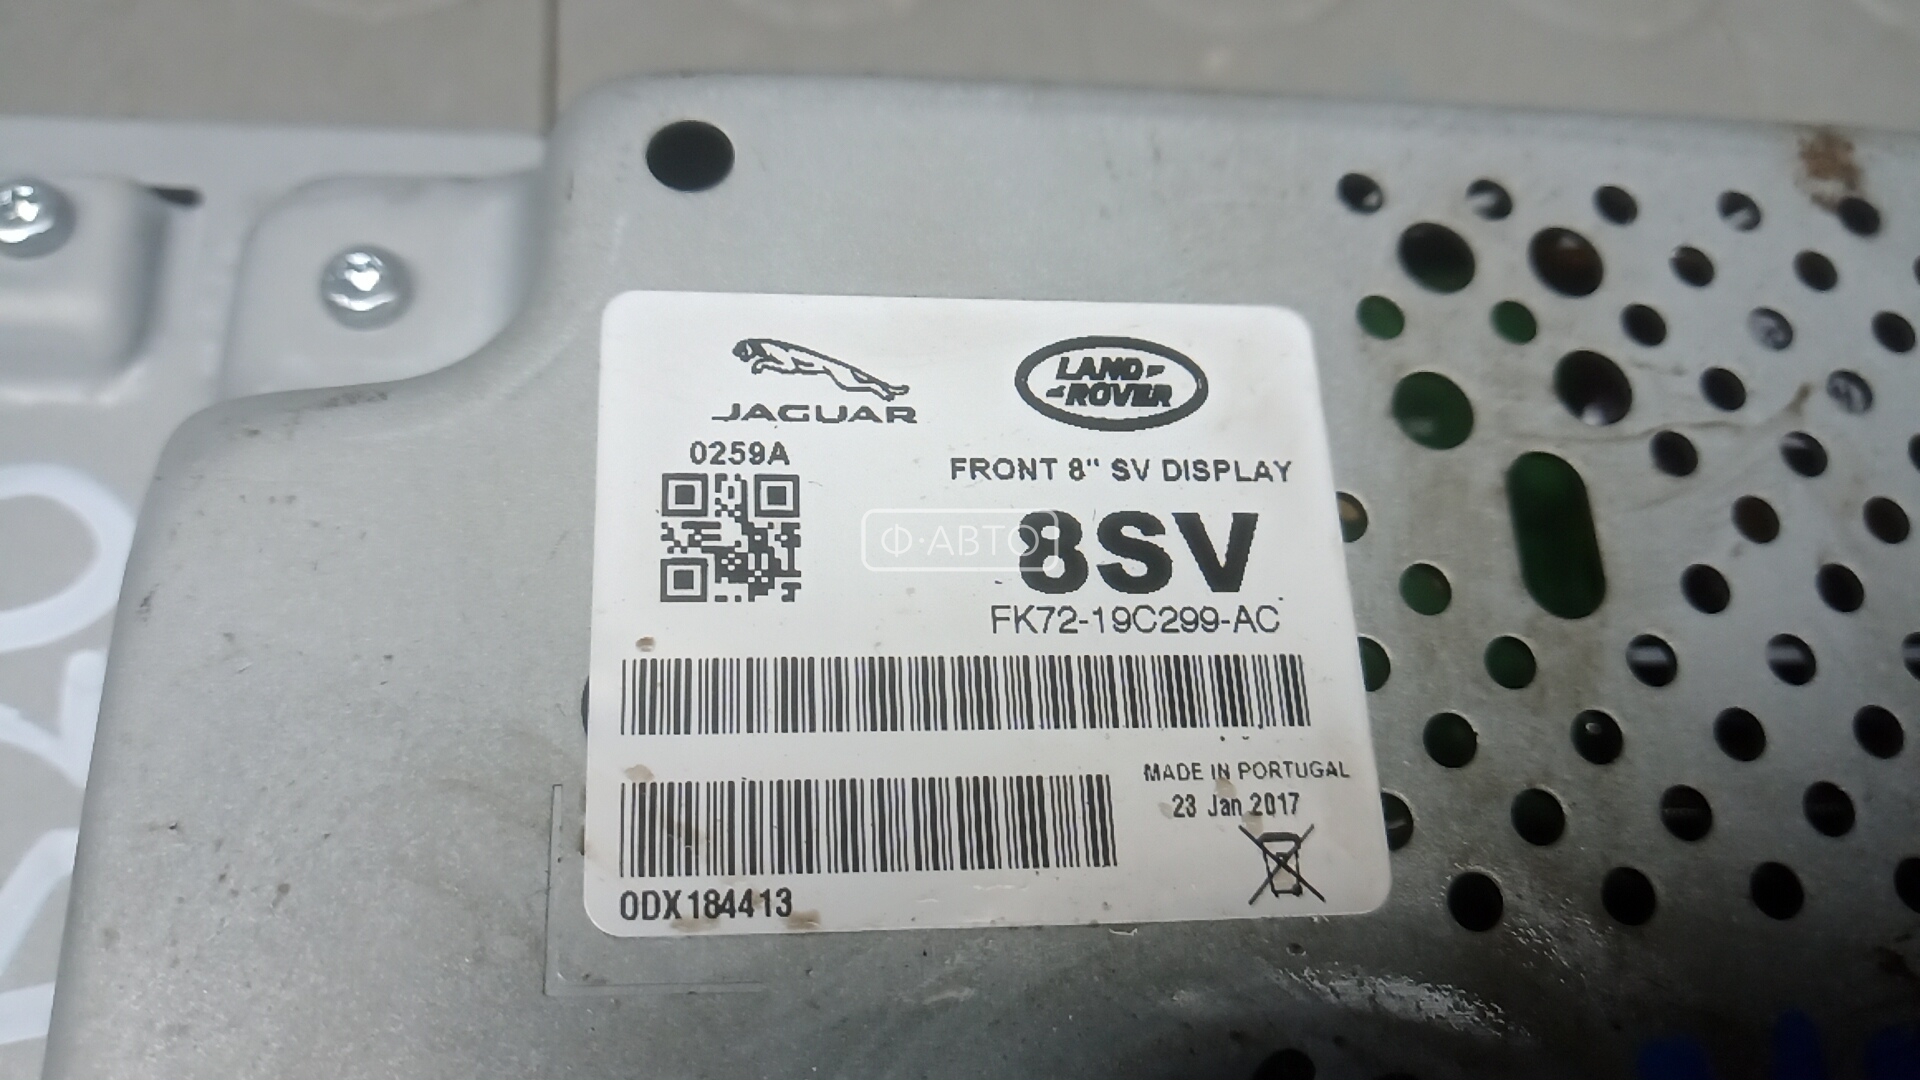 JAGUAR
LAND
ROVER
0259A
FRONT 8" SV DISPLAY
8SV
Ф·АВТО
FK72-19C299-AC
MADE IN PORTUGAL
23 Jan 2017
0DX184413